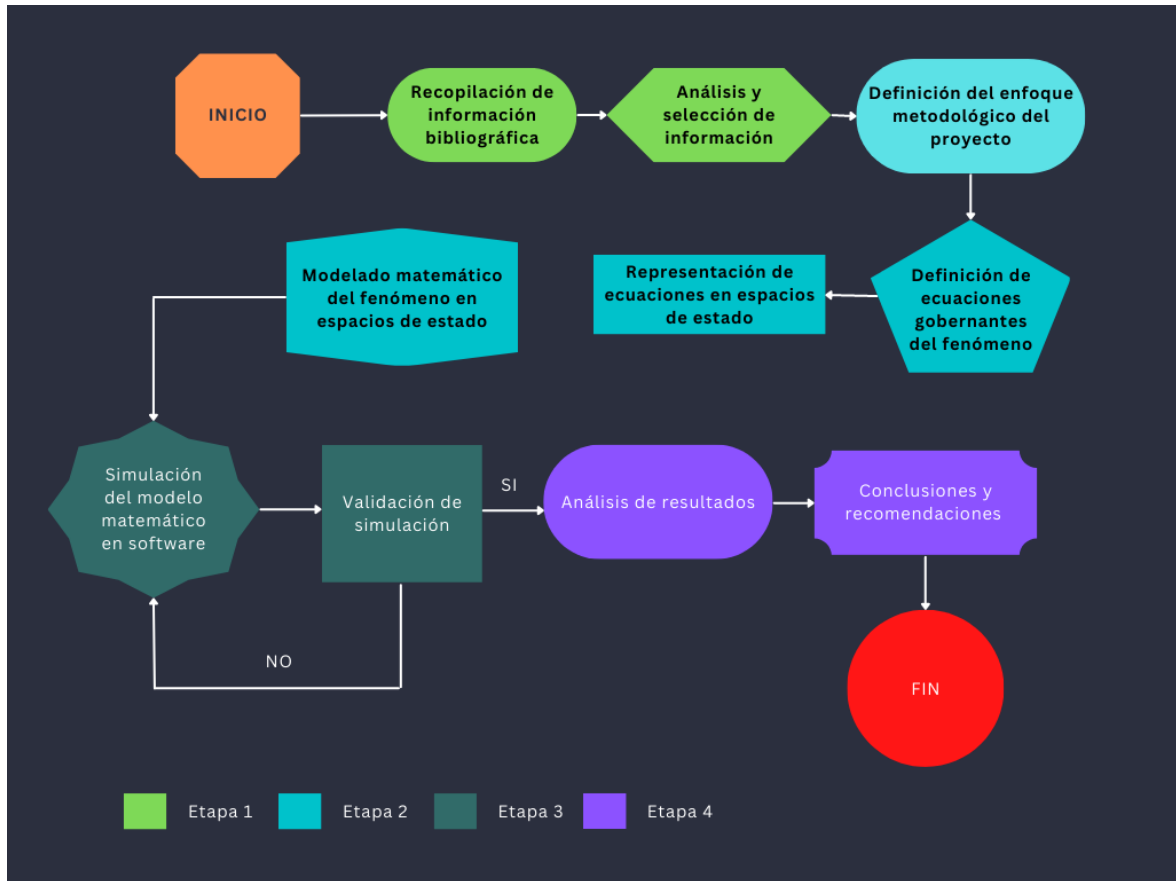 INICIO
Recopilación de
información
bibliográfica
Análisis y
selección de
información
Definición del enfoque
metodológico del
proyecto
Modelado matemático
del fenómeno en
espacios de estado
Representación de
ecuaciones en espacios
de estado
Definición de
ecuaciones
gobernantes
del fenómeno
Simulación
del modelo
matemático
en software
Validación de
simulación
SI
Análisis de resultados
Conclusiones y
recomendaciones
NO
FIN
Etapa 1
Etapa 2
Etapa 3
Etapa 4